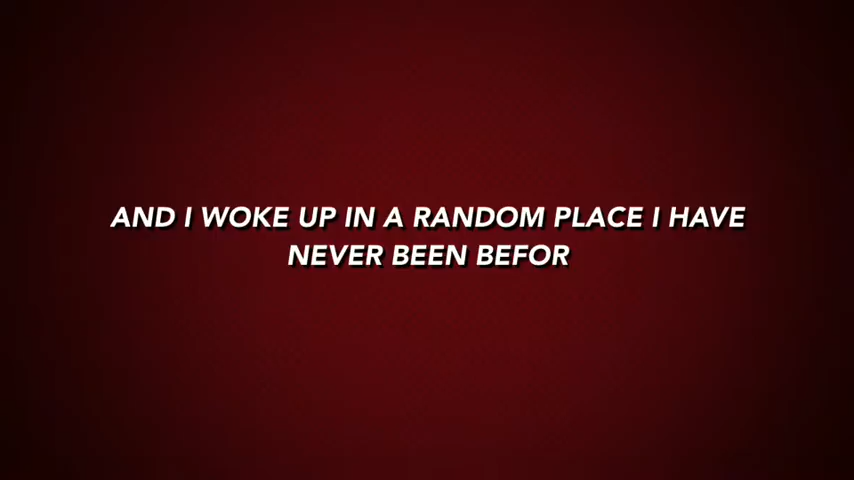 AND I WOKE UP IN A RANDOM PLACE I HAVE
NEVER BEEN BEFOR